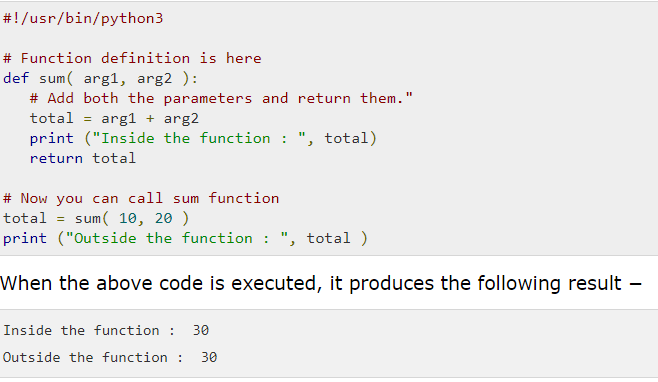 #!/usr/bin/python3
# Function definition is here
def sum( arg1, arg2 ):
# Add both the parameters and return them."
total = arg1 + arg2
print ("Inside the function : ", total)
return total
# Now you can call sum function
total = sum( 10, 20 )
print ("Outside the function : ", total )
When the above code is executed, it produces the following result −
Inside the function :  30
Outside the function :  30